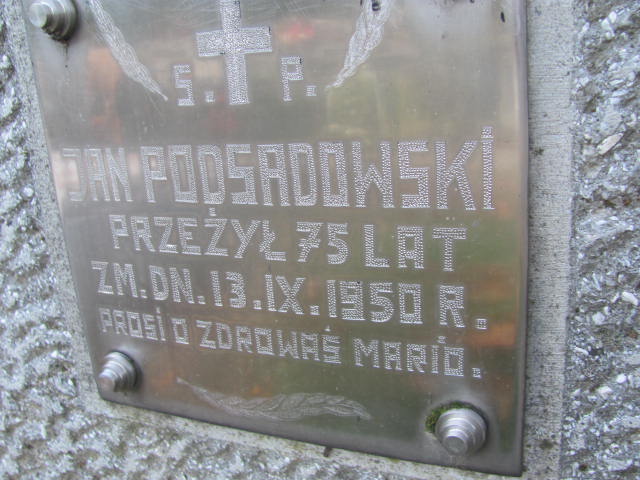 Ś. P.
JAN PODSADOWSKI
PRZEŻYŁ 75 LAT
ZM. DN. 13. IX. 1950 R.
PROSI O ZDROWAŚ MARIO.